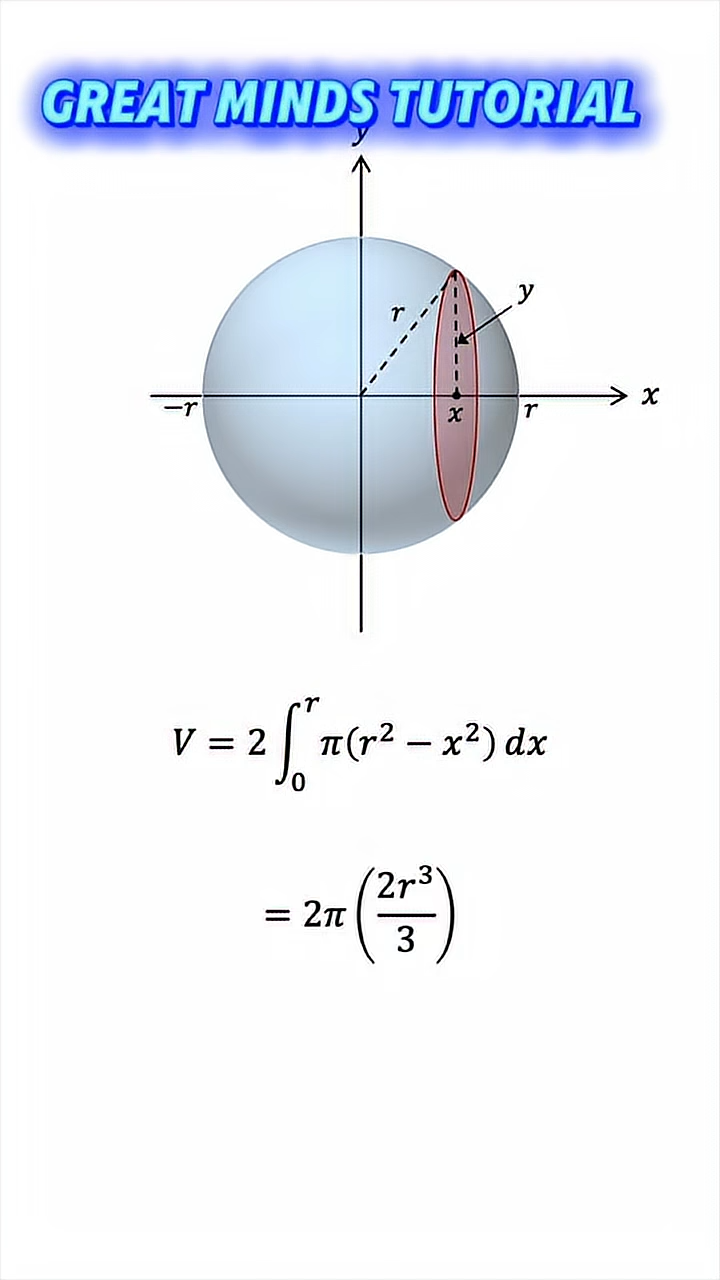 GREAT MINDS TUTORIAL
y
r
y
−r
x
r
x
V = 2 ∫₀ʳ π(r² − x²) dx
= 2π (2r³/3)